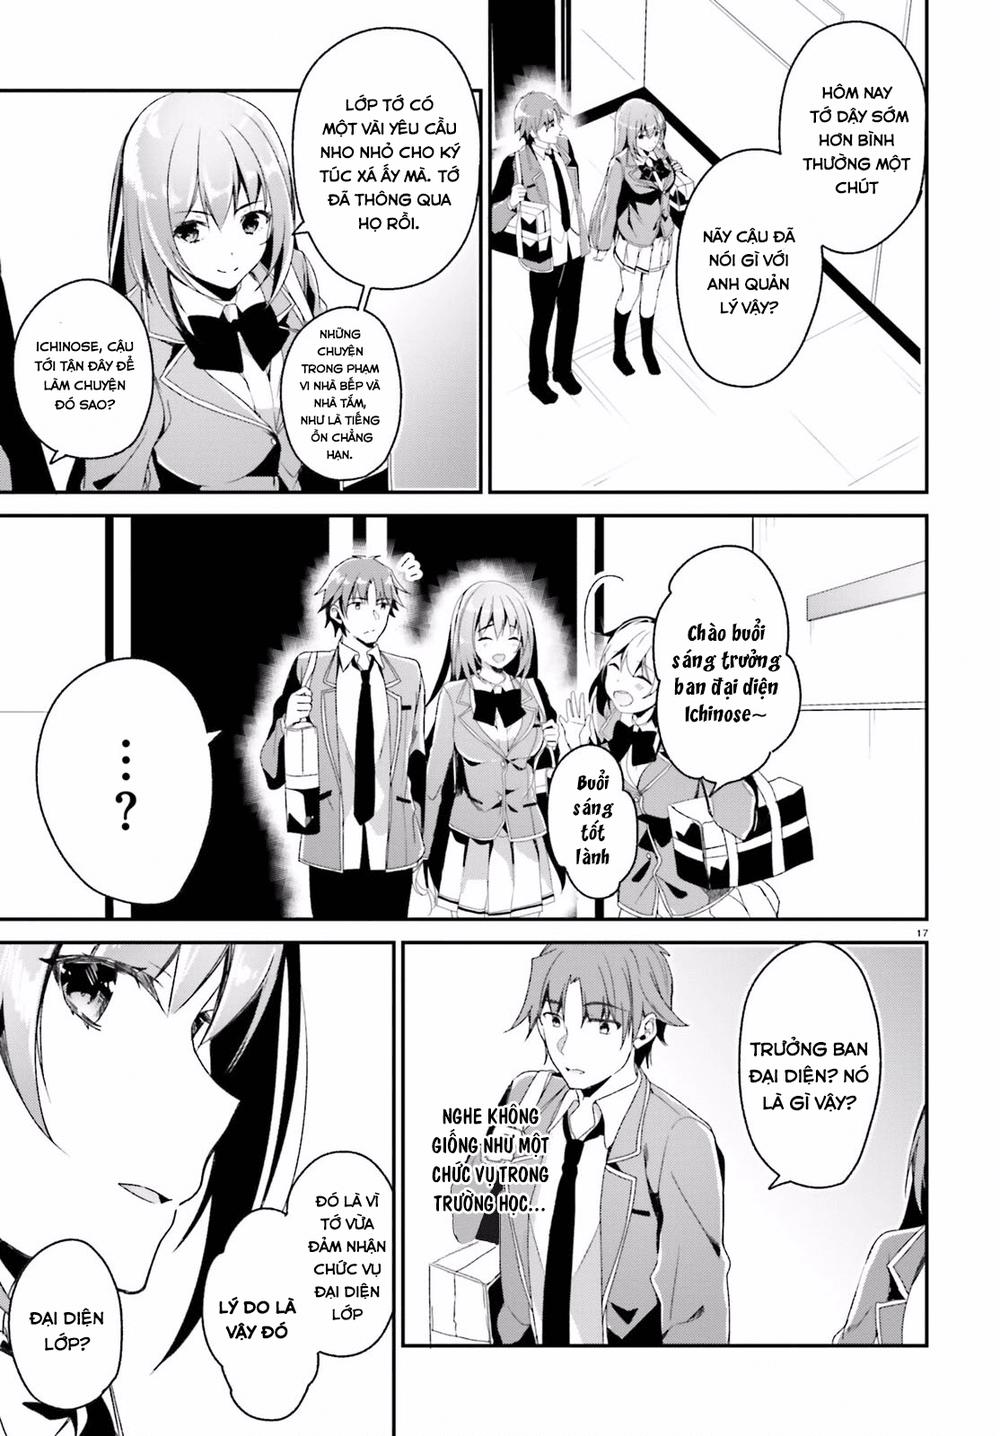 HÔM NAY
TỚ DẬY SỚM
HƠN BÌNH
THƯỜNG MỘT
CHÚT
NÃY CẬU ĐÃ
NÓI GÌ VỚI
ANH QUẢN
LÝ VẬY?
LỚP TỚ CÓ
MỘT VÀI YÊU CẦU
NHO NHỎ CHO KÝ
TÚC XÁ ẤY MÀ. TỚ
ĐÃ THÔNG QUA
HỌ RỒI.
NHỮNG
CHUYỆN
TRONG PHẠM
VI NHÀ BẾP VÀ
NHÀ TẮM,
NHƯ LÀ TIẾNG
ỒN CHẲNG
HẠN.
ICHINOSE, CẬU
TỚI TẬN ĐÂY ĐỂ
LÀM CHUYỆN
ĐÓ SAO?
Chào buổi
sáng trưởng
ban đại diện
Ichinose~
Buổi
sáng
tốt
lành
...?
17
TRƯỞNG BAN
ĐẠI DIỆN? NÓ
LÀ GÌ VẬY?
NGHE KHÔNG
GIỐNG NHƯ MỘT
CHỨC VỤ TRONG
TRƯỜNG HỌC...
ĐÓ LÀ VÌ
TỚ VỪA
ĐẢM NHẬN
CHỨC VỤ
ĐẠI DIỆN
LỚP
LÝ DO LÀ
VẬY ĐÓ
ĐẠI DIỆN
LỚP?